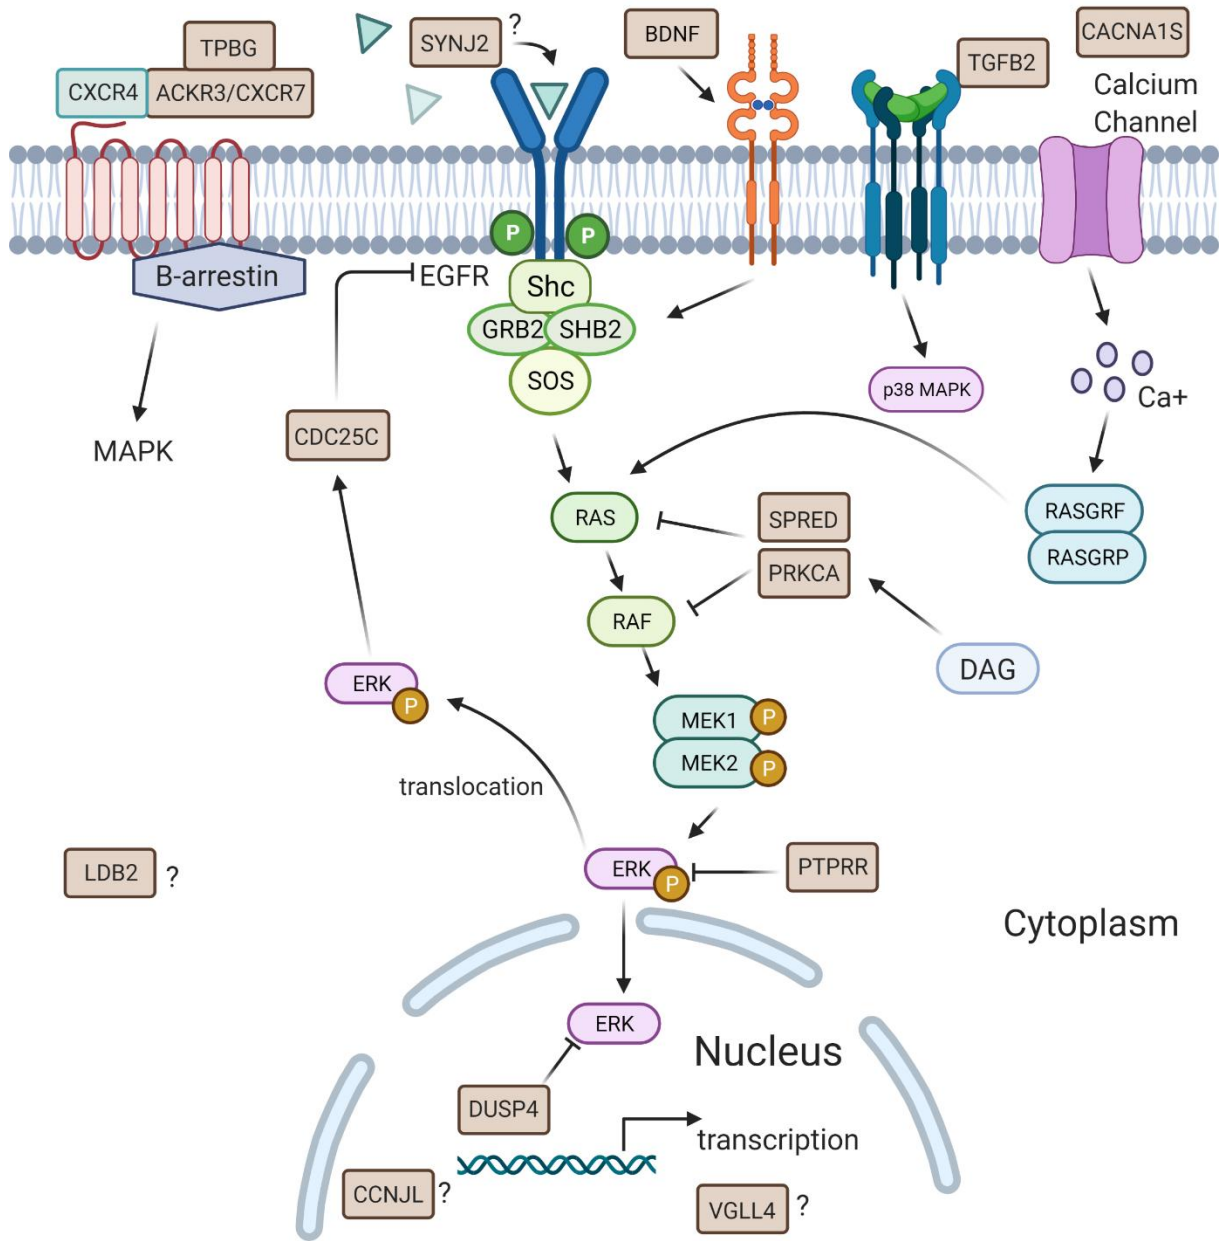 TPBG
CXCR4
ACKR3/CXCR7
SYNJ2
?
BDNF
TGFB2
CACNA1S
Calcium
Channel
P
P
B-arrestin
EGFR
Shc
GRB2
SHB2
SOS
MAPK
CDC25C
p38 MAPK
Ca+
RAS
SPRED
PRKCA
RASGRF
RASGRP
RAF
DAG
ERK
P
MEK1
P
MEK2
P
translocation
ERK
P
PTPRR
LDB2
?
Cytoplasm
ERK
Nucleus
DUSP4
transcription
CCNJL
?
VGLL4
?